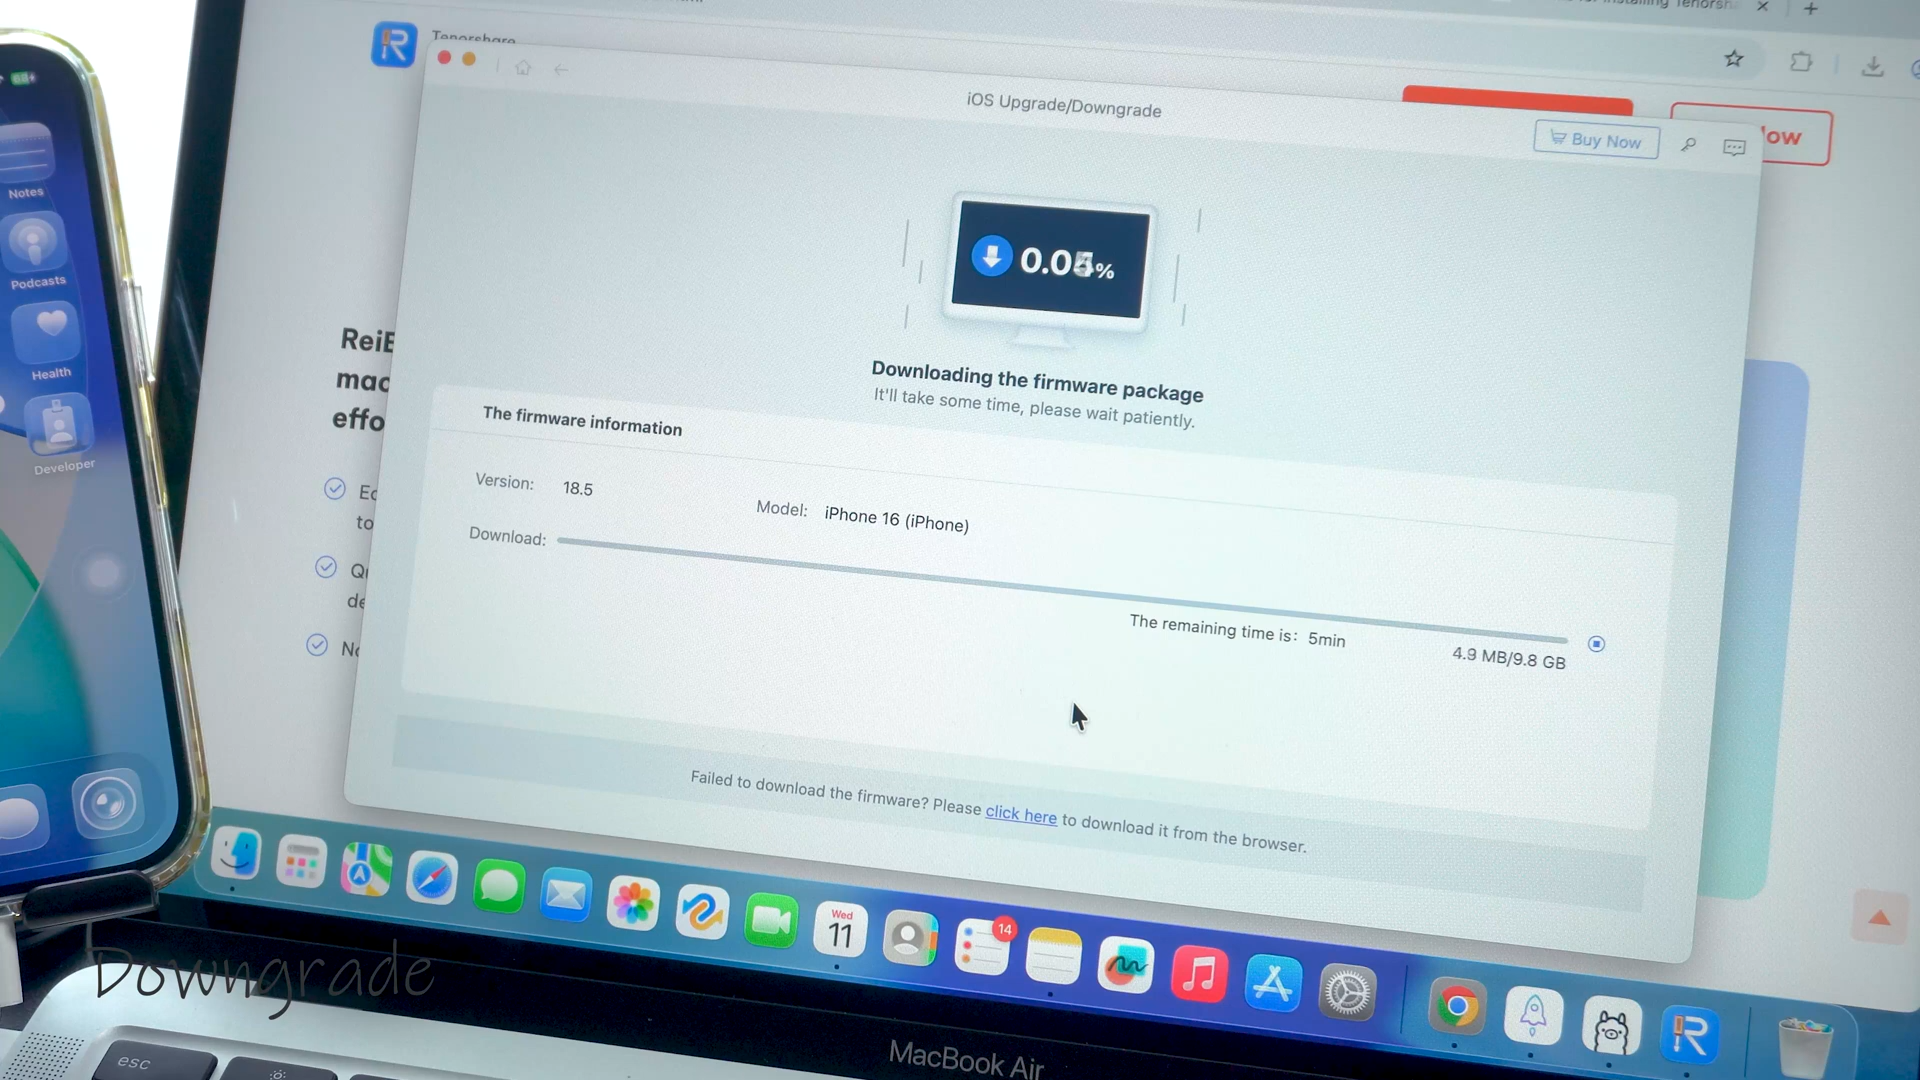 Tenorshare
iOS Upgrade/Downgrade
Buy Now
Notes
Podcasts
Health
Developer
Downloading the firmware package
It'll take some time, please wait patiently.
The firmware information
Version: 18.5
Model: iPhone 16 (iPhone)
Download:
The remaining time is: 5min
4.9 MB/9.8 GB
Failed to download the firmware? Please click here to download it from the browser.
Wed
11
14
Downgrade
MacBook Air
esc